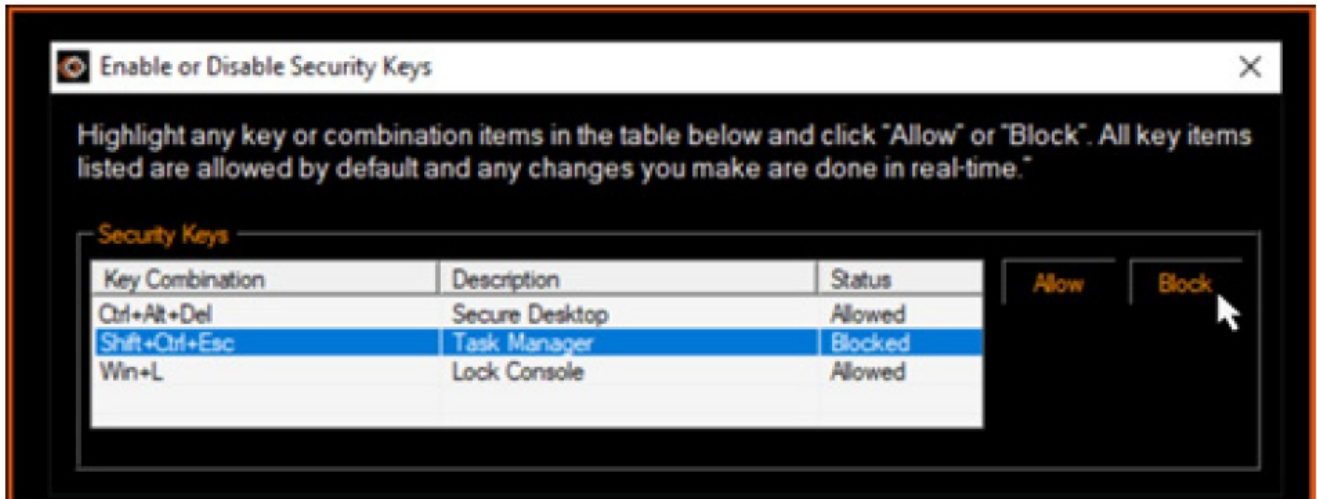 Enable or Disable Security Keys
Highlight any key or combination items in the table below and click "Allow" or "Block". All key items
listed are allowed by default and any changes you make are done in real-time."
Security Keys
Key Combination Description Status Allow Block
Ctrl+Alt+Del Secure Desktop Allowed
Shift+Ctrl+Esc Task Manager Blocked
Win+L Lock Console Allowed